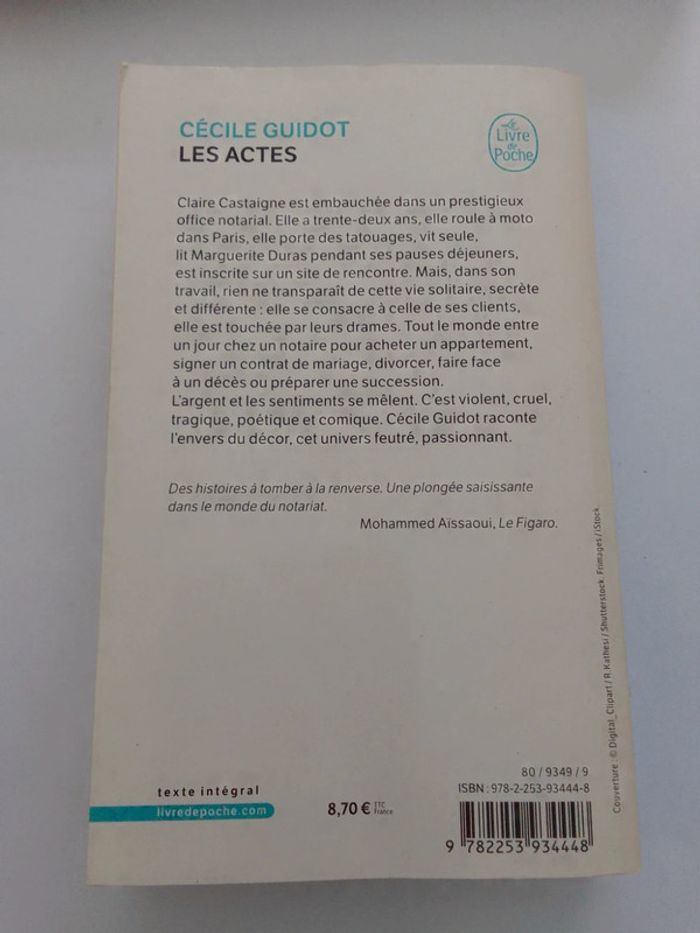 CÉCILE GUIDOT
LES ACTES
Le
Livre
de
Poche
Claire Castaigne est embauchée dans un prestigieux
office notarial. Elle a trente-deux ans, elle roule à moto
dans Paris, elle porte des tatouages, vit seule,
lit Marguerite Duras pendant ses pauses déjeuners,
est inscrite sur un site de rencontre. Mais, dans son
travail, rien ne transparaît de cette vie solitaire, secrète
et différente : elle se consacre à celle de ses clients,
elle est touchée par leurs drames. Tout le monde entre
un jour chez un notaire pour acheter un appartement,
signer un contrat de mariage, divorcer, faire face
à un décès ou préparer une succession.
L'argent et les sentiments se mêlent. C'est violent, cruel,
tragique, poétique et comique. Cécile Guidot raconte
l'envers du décor, cet univers feutré, passionnant.
Des histoires à tomber à la renverse. Une plongée saisissante
dans le monde du notariat.
Mohammed Aïssaoui, Le Figaro.
Couverture : © Digital_Clipart / R.Kathesi / Shutterstock. Frimages / iStock.
texte intégral
livredepoche.com
8,70 € TTC
France
80 / 9349 / 9
ISBN : 978-2-253-93444-8
9 782253 934448